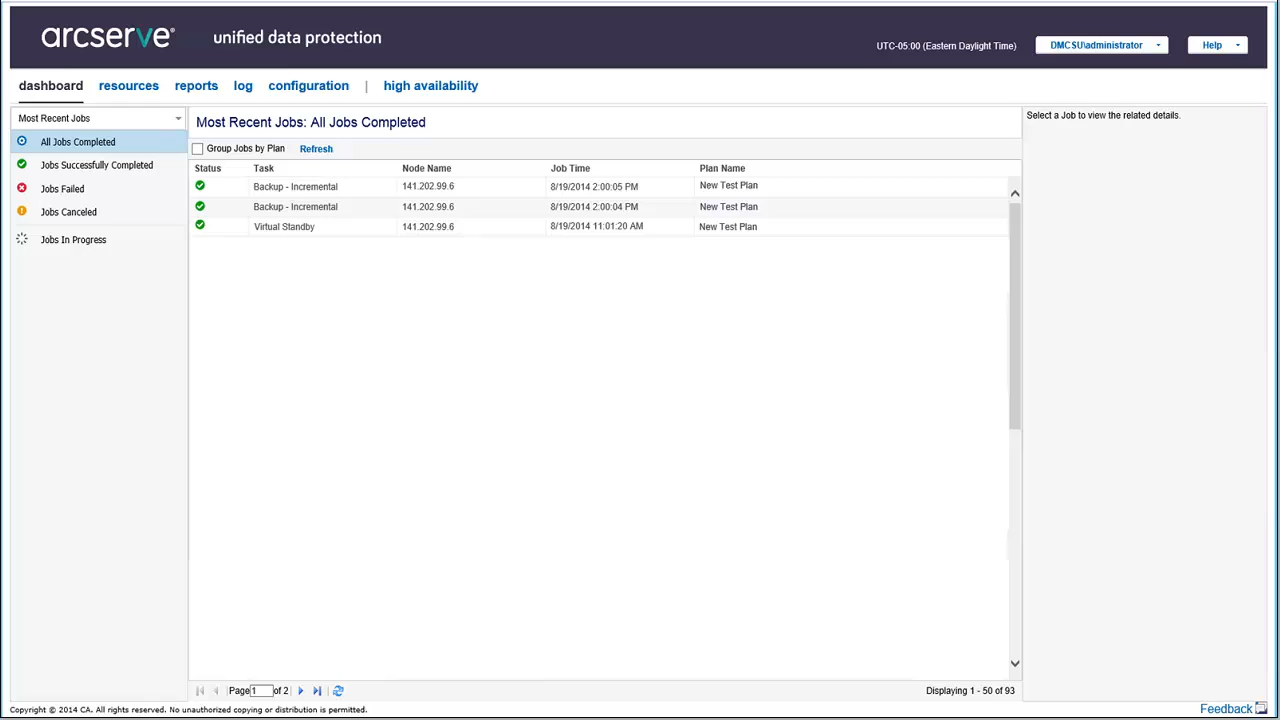 arcserve® unified data protection
UTC-05:00 (Eastern Daylight Time) DMCSU\administrator Help
dashboard resources reports log configuration | high availability
Most Recent Jobs
All Jobs Completed
Jobs Successfully Completed
Jobs Failed
Jobs Canceled
Jobs In Progress
Most Recent Jobs: All Jobs Completed
Group Jobs by Plan Refresh
Status Task Node Name Job Time Plan Name
Backup - Incremental 141.202.99.6 8/19/2014 2:00:05 PM New Test Plan
Backup - Incremental 141.202.99.6 8/19/2014 2:00:04 PM New Test Plan
Virtual Standby 141.202.99.6 8/19/2014 11:01:20 AM New Test Plan
Page 1 of 2
Displaying 1 - 50 of 93
Select a Job to view the related details.
Copyright © 2014 CA. All rights reserved. No unauthorized copying or distribution is permitted.
Feedback